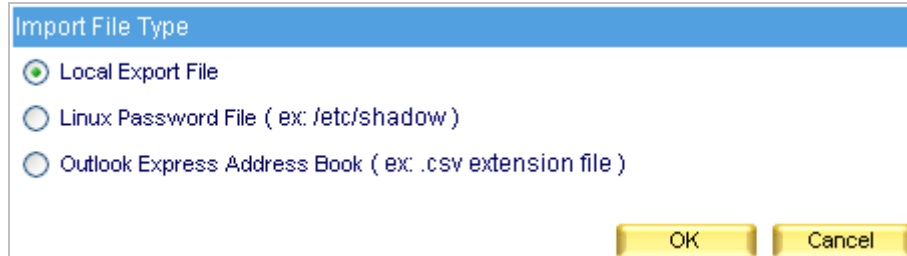 Import File Type
Local Export File
Linux Password File ( ex: /etc/shadow )
Outlook Express Address Book ( ex: .csv extension file )
OK Cancel